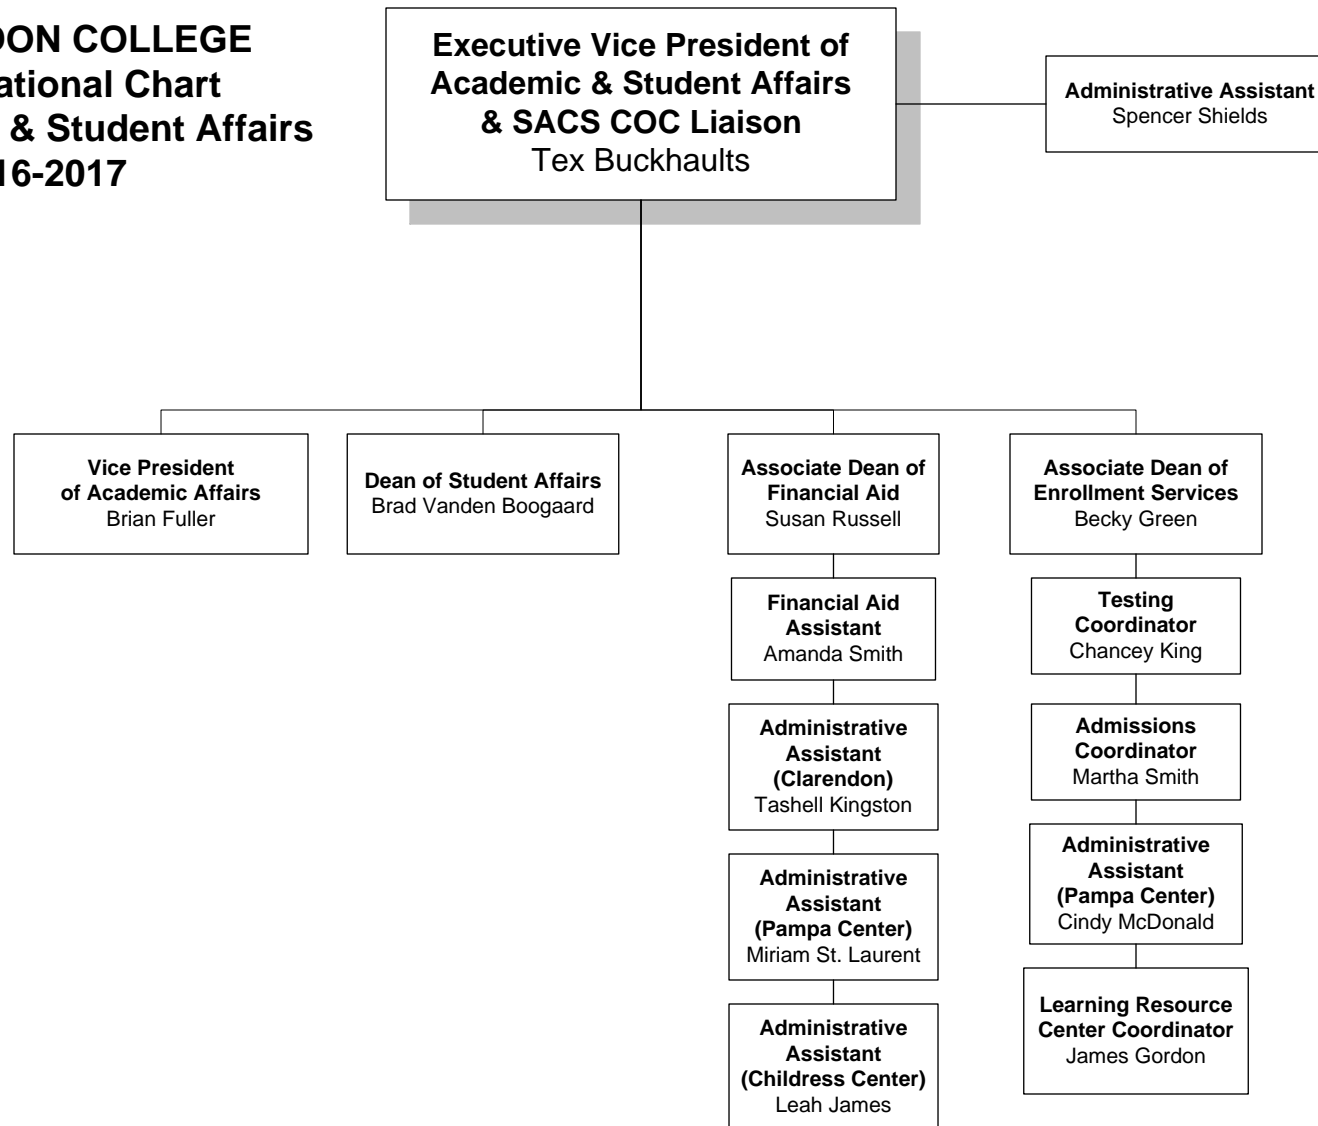 DON COLLEGE
ational Chart
& Student Affairs
16-2017
Executive Vice President of
Academic & Student Affairs
& SACS COC Liaison
Tex Buckhaults
Administrative Assistant
Spencer Shields
Vice President
of Academic Affairs
Brian Fuller
Dean of Student Affairs
Brad Vanden Boogaard
Associate Dean of
Financial Aid
Susan Russell
Associate Dean of
Enrollment Services
Becky Green
Financial Aid
Assistant
Amanda Smith
Administrative
Assistant
(Clarendon)
Tashell Kingston
Administrative
Assistant
(Pampa Center)
Miriam St. Laurent
Administrative
Assistant
(Childress Center)
Leah James
Testing
Coordinator
Chancey King
Admissions
Coordinator
Martha Smith
Administrative
Assistant
(Pampa Center)
Cindy McDonald
Learning Resource
Center Coordinator
James Gordon